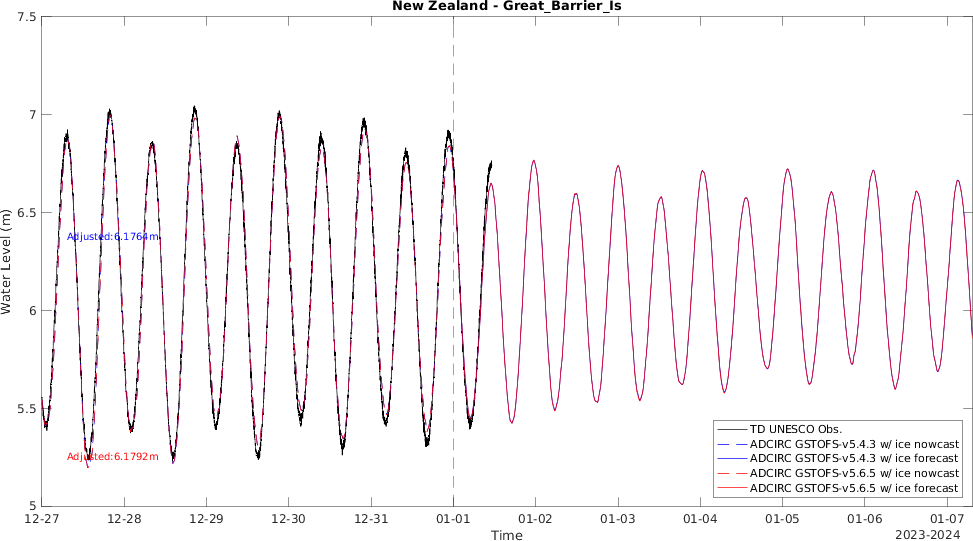 New Zealand - Great_Barrier_Is
7.5
7
6.5
6
5.5
5
Water Level (m)
Adjusted:6.1764m
Adjusted:6.1792m
TD UNESCO Obs.
ADCIRC GSTOFS-v5.4.3 w/ ice nowcast
ADCIRC GSTOFS-v5.4.3 w/ ice forecast
ADCIRC GSTOFS-v5.6.5 w/ ice nowcast
ADCIRC GSTOFS-v5.6.5 w/ ice forecast
12-27 12-28 12-29 12-30 12-31 01-01 01-02 01-03 01-04 01-05 01-06 01-07
Time
2023-2024